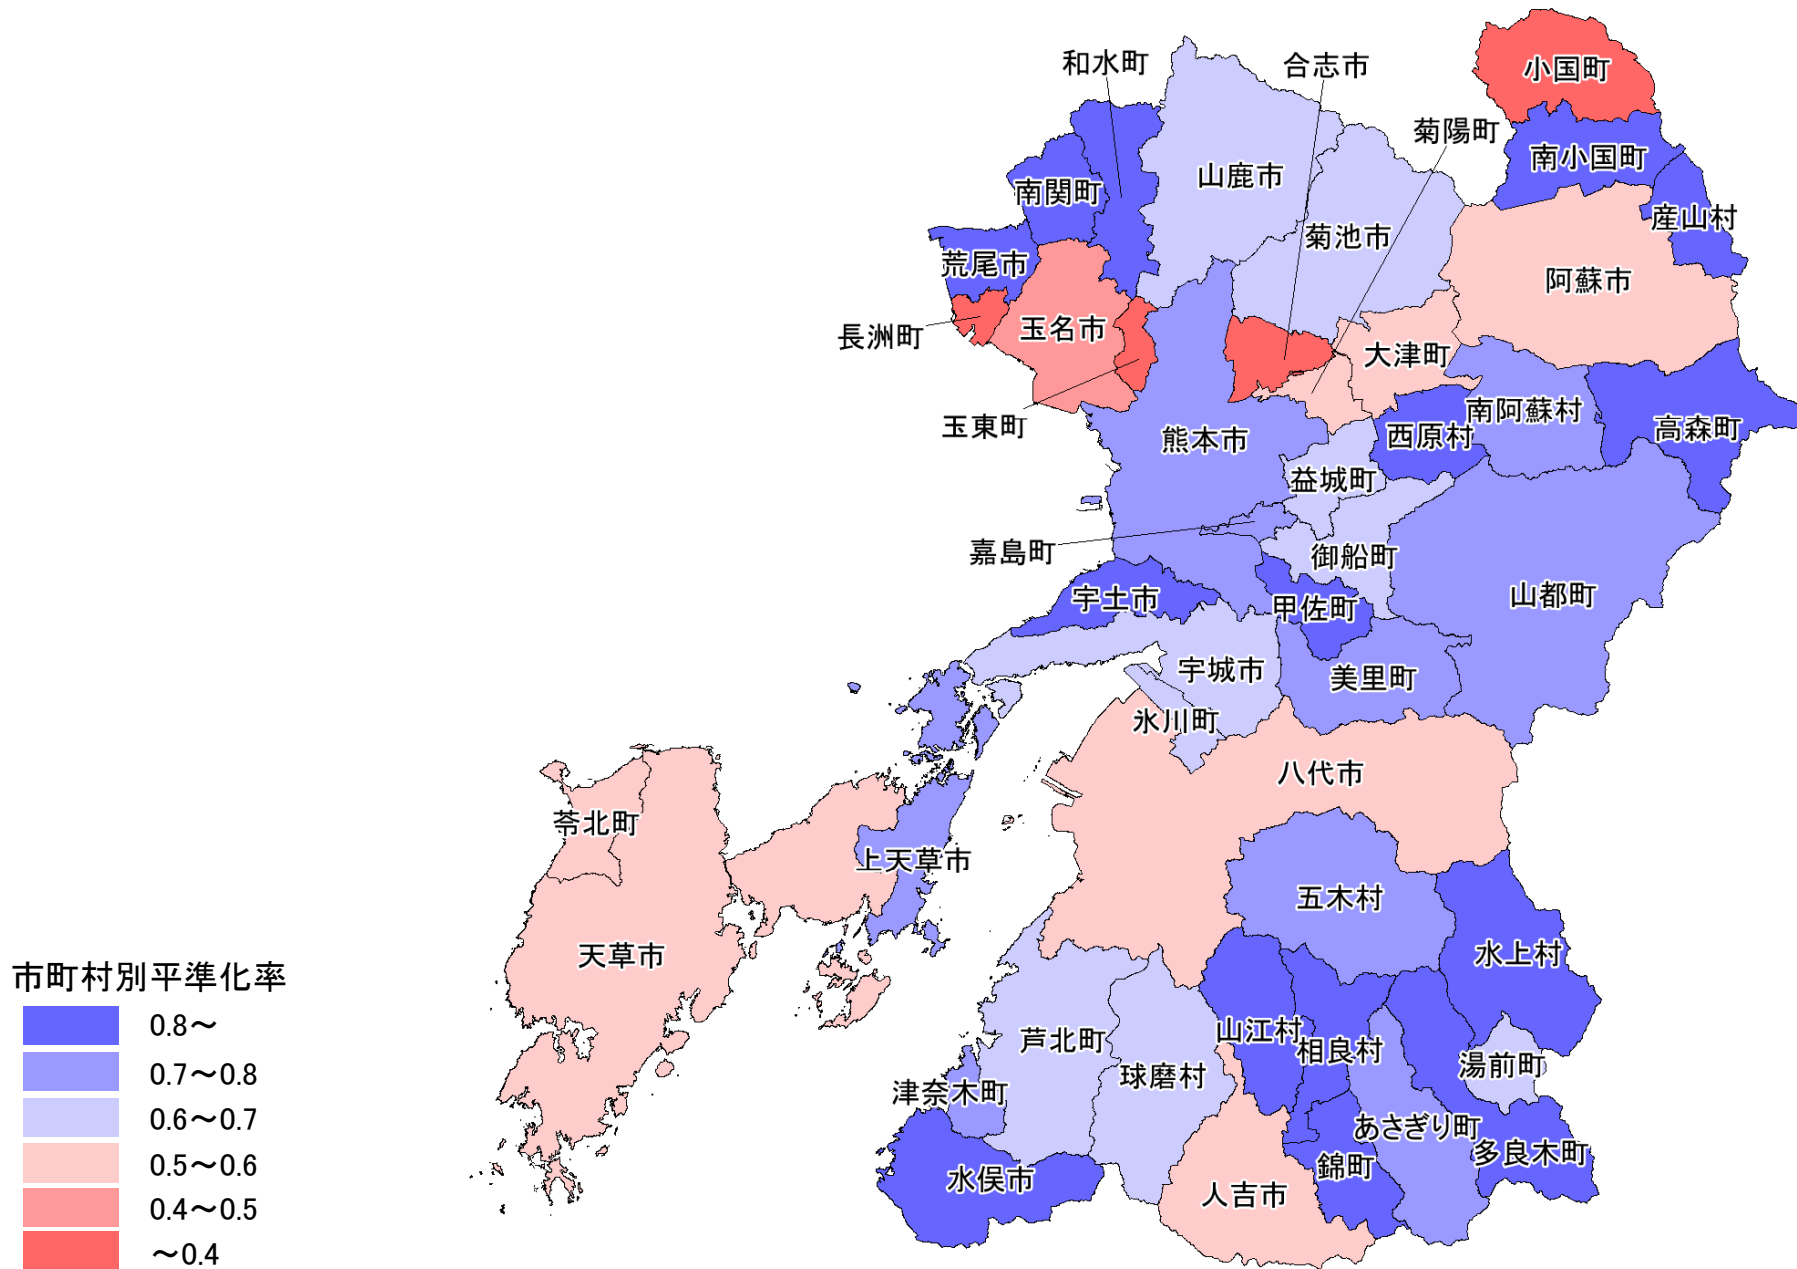 小国町
和水町
合志市
菊陽町
南小国町
山鹿市
南関町
産山村
菊池市
荒尾市
阿蘇市
長洲町
玉名市
大津町
玉東町
熊本市
西原村
南阿蘇村
高森町
益城町
嘉島町
御船町
宇土市
甲佐町
山都町
宇城市
美里町
氷川町
八代市
苓北町
上天草市
五木村
天草市
水上村
山江村
相良村
芦北町
球磨村
湯前町
津奈木町
あさぎり町
多良木町
錦町
水俣市
人吉市
市町村別平準化率
0.8～
0.7～0.8
0.6～0.7
0.5～0.6
0.4～0.5
～0.4